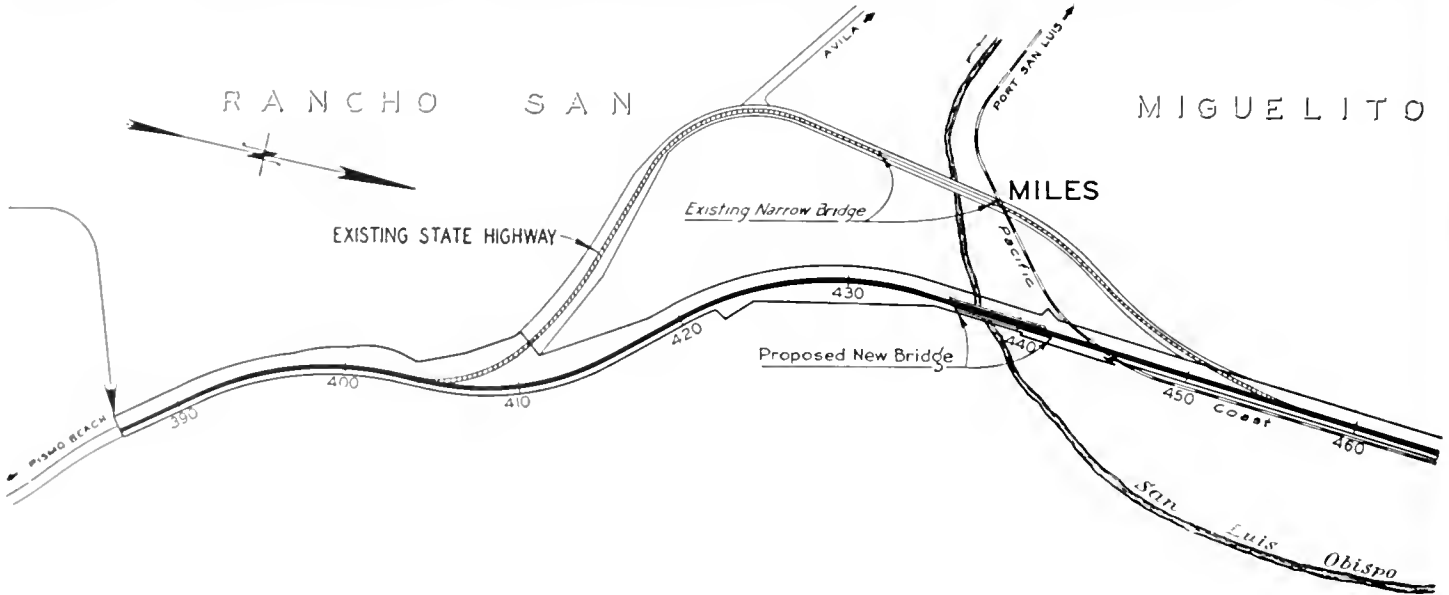 RANCHO SAN MIGUELITO
AVILA
PORT SAN LUIS
MILES
Existing Narrow Bridge
EXISTING STATE HIGHWAY
Pacific
Coast
430
420
Proposed New Bridge
440
400
410
390
450
460
PISMO BEACH
San Luis Obispo